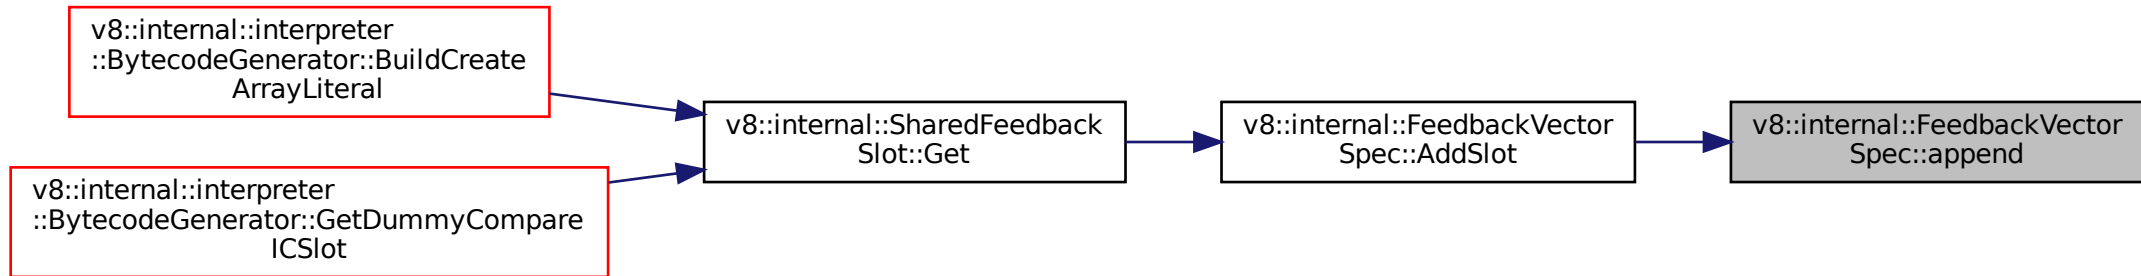 v8::internal::interpreter
::BytecodeGenerator::BuildCreate
ArrayLiteral
v8::internal::interpreter
::BytecodeGenerator::GetDummyCompare
ICSlot
v8::internal::SharedFeedback
Slot::Get
v8::internal::FeedbackVector
Spec::AddSlot
v8::internal::FeedbackVector
Spec::append